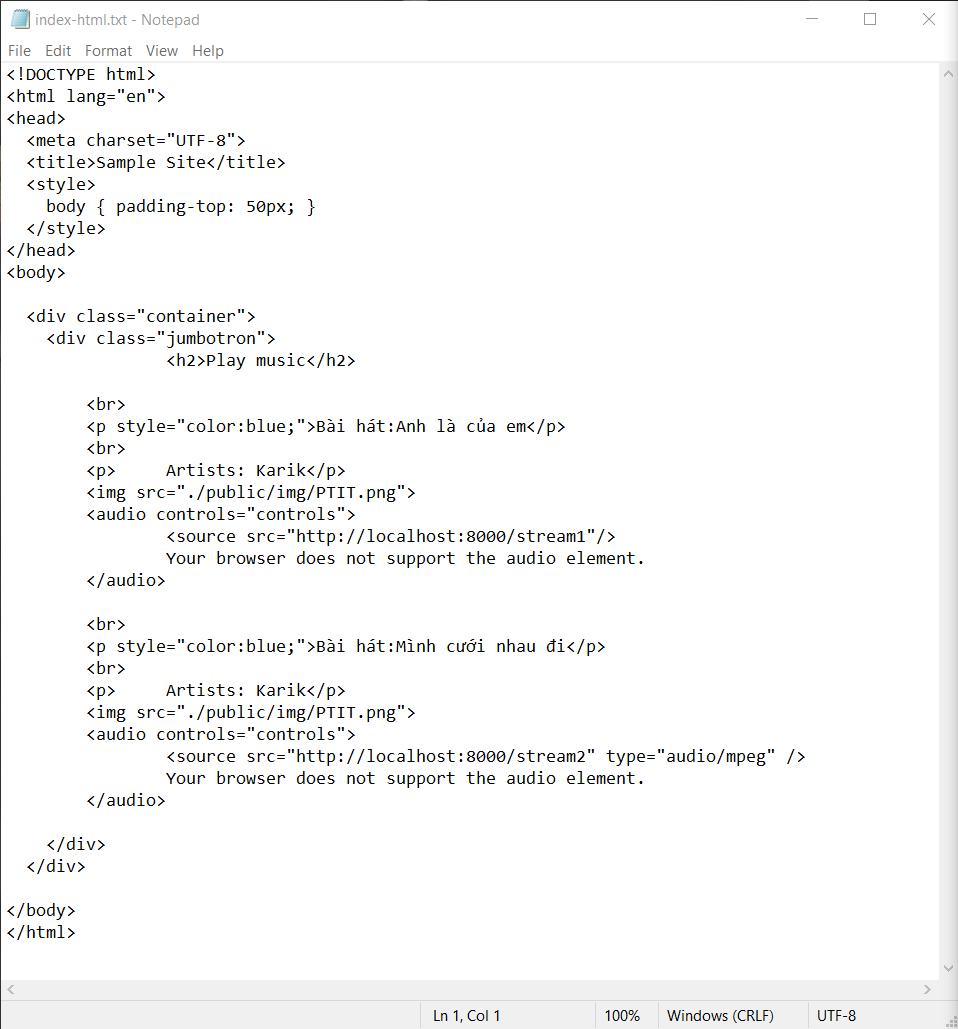 index-html.txt - Notepad
File Edit Format View Help
<!DOCTYPE html>
<html lang="en">
<head>
  <meta charset="UTF-8">
  <title>Sample Site</title>
  <style>
    body { padding-top: 50px; }
  </style>
</head>
<body>

  <div class="container">
    <div class="jumbotron">
                <h2>Play music</h2>

        <br>
        <p style="color:blue;">Bài hát:Anh là của em</p>
        <br>
        <p>     Artists: Karik</p>
        <img src="./public/img/PTIT.png">
        <audio controls="controls">
                <source src="http://localhost:8000/stream1"/>
                Your browser does not support the audio element.
        </audio>

        <br>
        <p style="color:blue;">Bài hát:Mình cưới nhau đi</p>
        <br>
        <p>     Artists: Karik</p>
        <img src="./public/img/PTIT.png">
        <audio controls="controls">
                <source src="http://localhost:8000/stream2" type="audio/mpeg" />
                Your browser does not support the audio element.
        </audio>

    </div>
  </div>

</body>
</html>
Ln 1, Col 1 100% Windows (CRLF) UTF-8